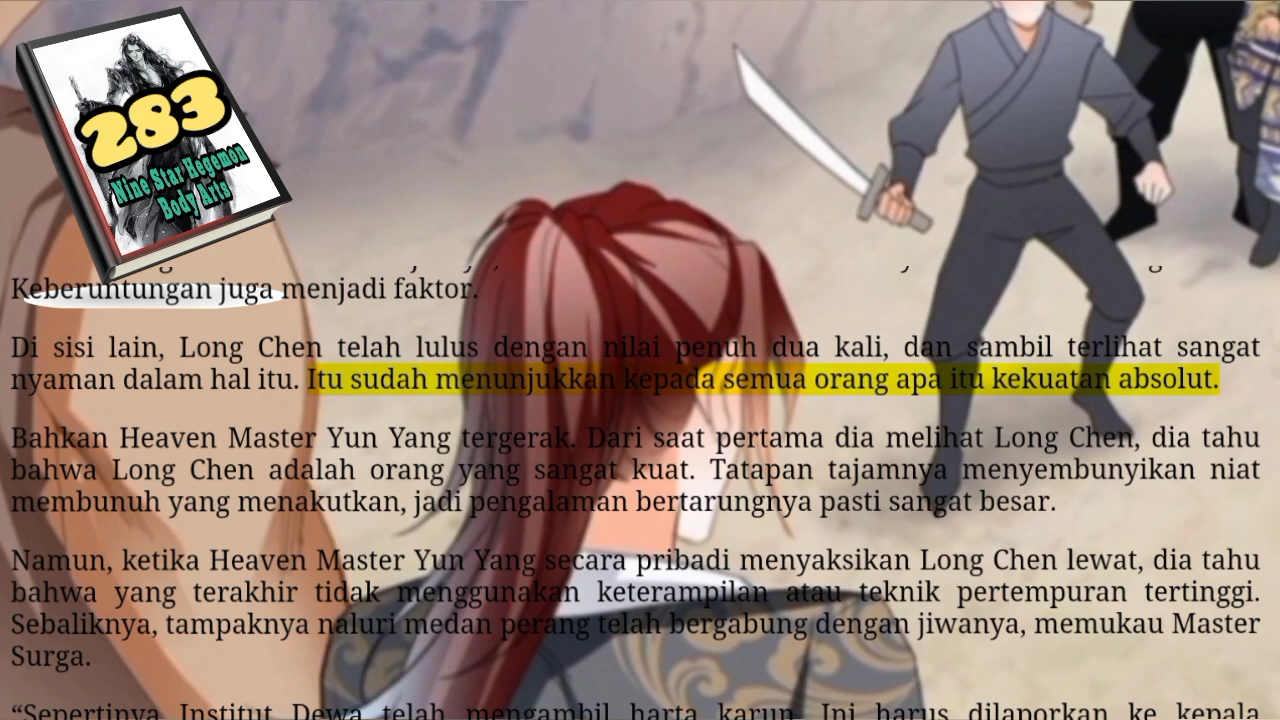 283
Nine Star Hegemon
Body Arts
Keberuntungan juga menjadi faktor.
Di sisi lain, Long Chen telah lulus dengan nilai penuh dua kali, dan sambil terlihat sangat
nyaman dalam hal itu. Itu sudah menunjukkan kepada semua orang apa itu kekuatan absolut.
Bahkan Heaven Master Yun Yang tergerak. Dari saat pertama dia melihat Long Chen, dia tahu
bahwa Long Chen adalah orang yang sangat kuat. Tatapan tajamnya menyembunyikan niat
membunuh yang menakutkan, jadi pengalaman bertarungnya pasti sangat besar.
Namun, ketika Heaven Master Yun Yang secara pribadi menyaksikan Long Chen lewat, dia tahu
bahwa yang terakhir tidak menggunakan keterampilan atau teknik pertempuran tertinggi.
Sebaliknya, tampaknya naluri medan perang telah bergabung dengan jiwanya, memukau Master
Surga.
“Sepertinya Institut Dewa telah mengambil harta karun. Ini harus dilaporkan ke kepala